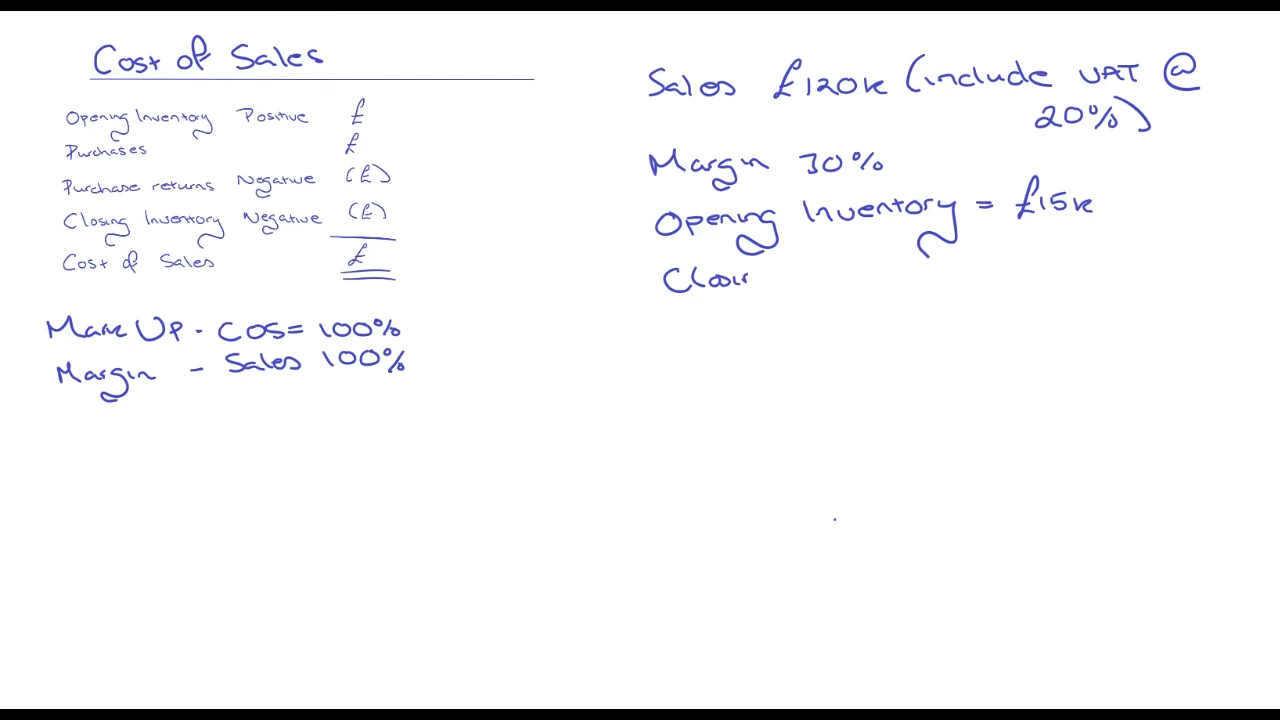 Cost of Sales
Opening Inventory Positive £
Purchases £
Purchase returns Negative (£)
Closing Inventory Negative (£)
Cost of Sales £
Mark Up - COS = 100%
Margin - Sales 100%
Sales £120k (include VAT @
20%)
Margin 30%
Opening Inventory = £15k